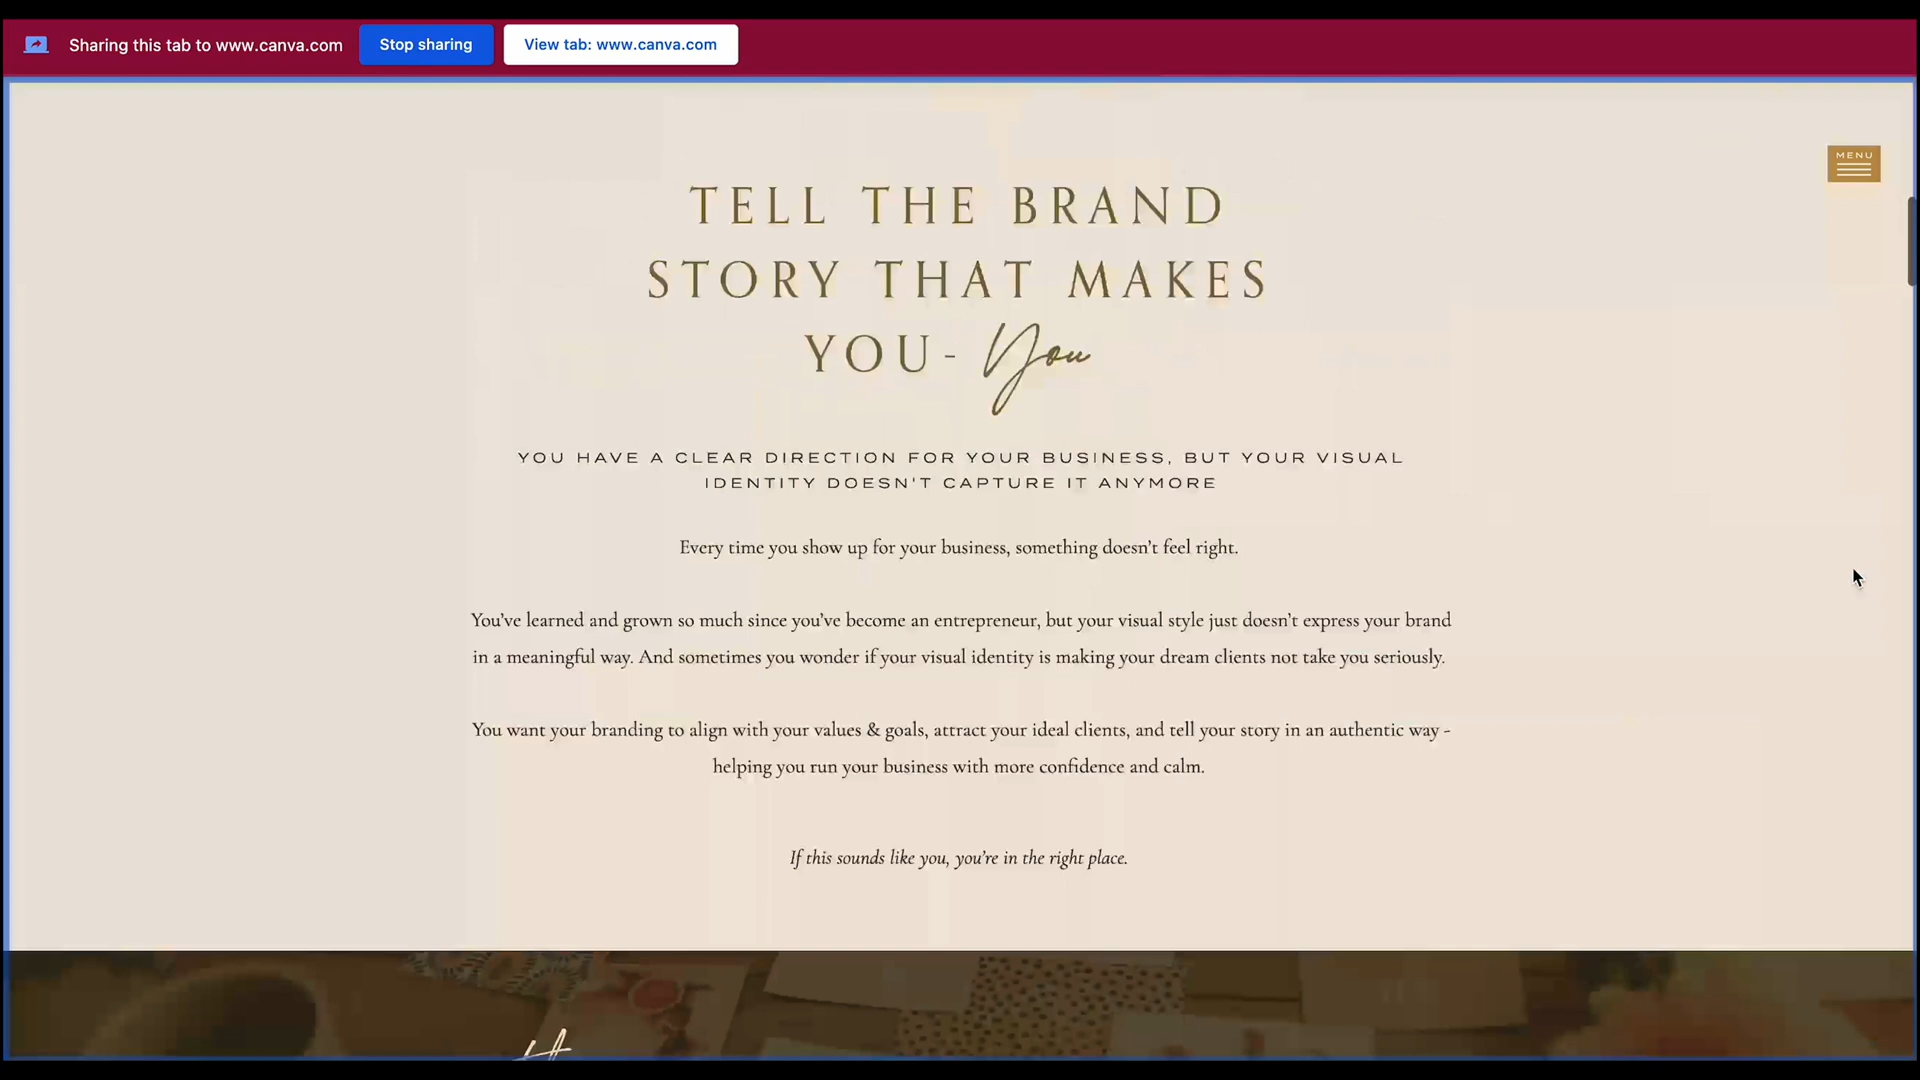 Sharing this tab to www.canva.com
Stop sharing
View tab: www.canva.com
MENU
TELL THE BRAND
STORY THAT MAKES
YOU- You
YOU HAVE A CLEAR DIRECTION FOR YOUR BUSINESS, BUT YOUR VISUAL
IDENTITY DOESN'T CAPTURE IT ANYMORE
Every time you show up for your business, something doesn't feel right.
You've learned and grown so much since you've become an entrepreneur, but your visual style just doesn't express your brand
in a meaningful way. And sometimes you wonder if your visual identity is making your dream clients not take you seriously.
You want your branding to align with your values & goals, attract your ideal clients, and tell your story in an authentic way -
helping you run your business with more confidence and calm.
If this sounds like you, you're in the right place.